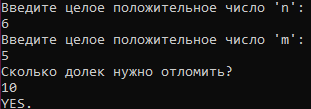 Введите целое положительное число 'n':
6
Введите целое положительное число 'm':
5
Сколько долек нужно отломить?
10
YES.